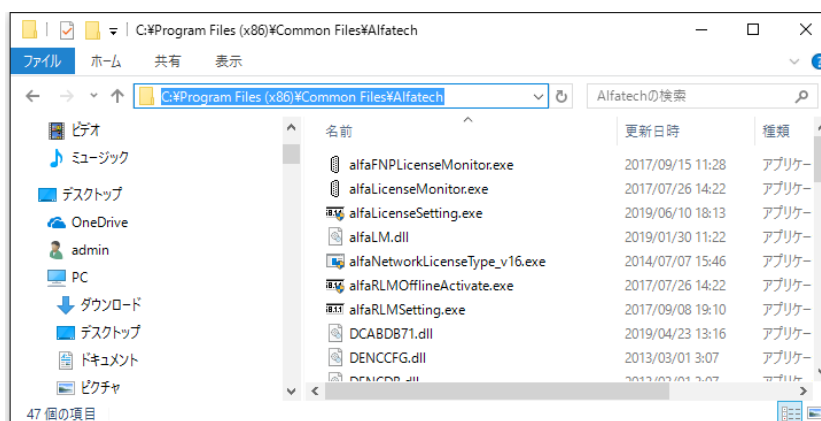 C:¥Program Files (x86)¥Common Files¥Alfatech
ファイル ホーム 共有 表示
C:¥Program Files (x86)¥Common Files¥Alfatech Alfatechの検索
ビデオ
ミュージック
デスクトップ
OneDrive
admin
PC
ダウンロード
デスクトップ
ドキュメント
ピクチャ
名前 更新日時 種類
alfaFNPLicenseMonitor.exe 2017/09/15 11:28 アプリケー
alfaLicenseMonitor.exe 2017/07/26 14:22 アプリケー
alfaLicenseSetting.exe 2019/06/10 18:13 アプリケー
alfaLM.dll 2019/01/30 11:22 アプリケー
alfaNetworkLicenseType_v16.exe 2014/07/07 15:46 アプリケー
alfaRLMOfflineActivate.exe 2017/07/26 14:22 アプリケー
alfaRLMSetting.exe 2017/09/08 19:10 アプリケー
DCABDB71.dll 2019/04/23 13:16 アプリケー
DENCCFG.dll 2013/03/01 3:07 アプリケー
47 個の項目